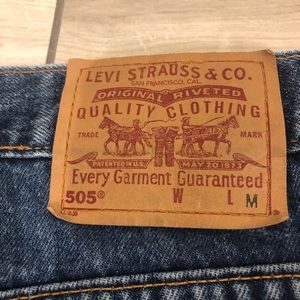 LEVI STRAUSS & CO.
SAN FRANCISCO, CAL.
ORIGINAL RIVETED
QUALITY CLOTHING
TRADE MARK
PATENTED IN U.S. MAY 20 1873
Every Garment Guaranteed
505® W L M